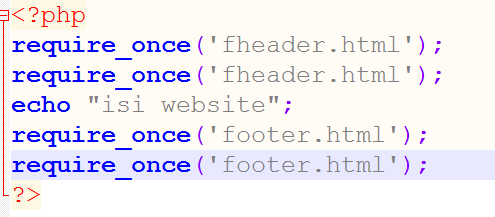 <?php
require_once('fheader.html');
require_once('fheader.html');
echo "isi website";
require_once('footer.html');
require_once('footer.html');
?>